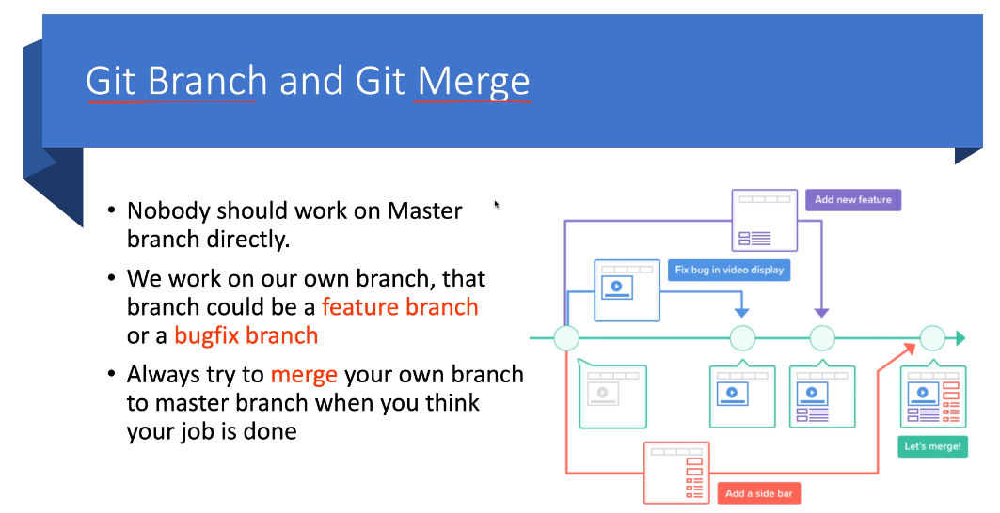 Git Branch and Git Merge
• Nobody should work on Master
branch directly.
• We work on our own branch, that
branch could be a feature branch
or a bugfix branch
• Always try to merge your own branch
to master branch when you think
your job is done
Add new feature
Fix bug in video display
Let's merge!
Add a side bar